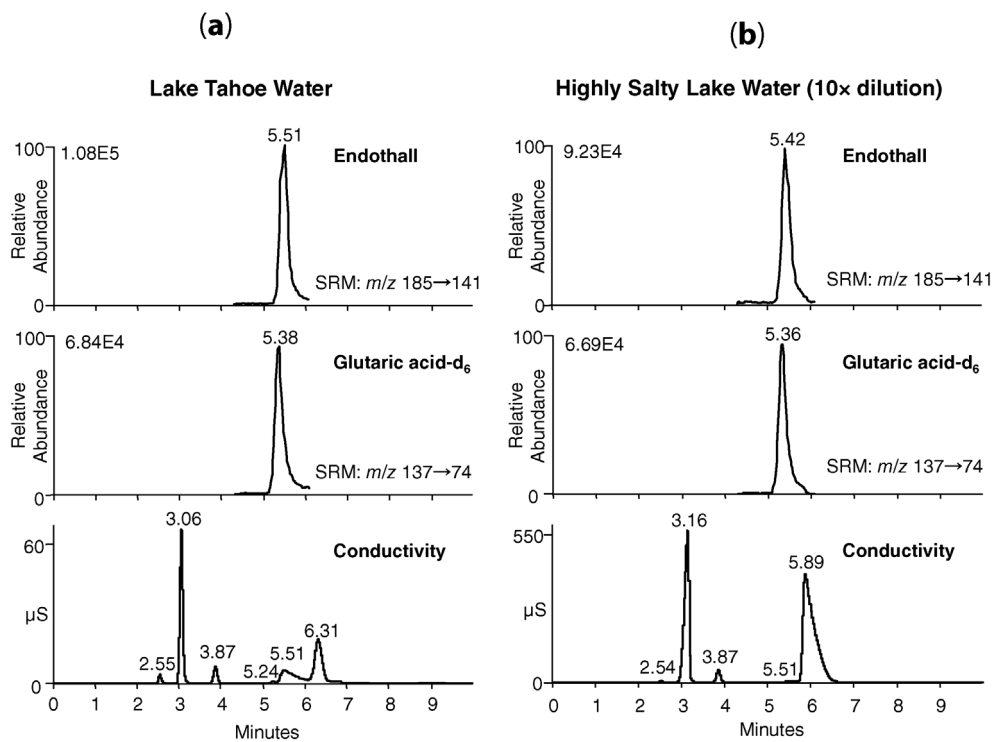 (a)
Lake Tahoe Water
5.51
100
1.08E5
Endothall
Relative
Abundance
SRM: m/z 185→141
0
100
6.84E4
5.38
Glutaric acid-d6
Relative
Abundance
SRM: m/z 137→74
0
3.06
60
Conductivity
µS
2.55
3.87
5.24
5.51
6.31
0
0 1 2 3 4 5 6 7 8 9
Minutes
(b)
Highly Salty Lake Water (10× dilution)
5.42
100
9.23E4
Endothall
Relative
Abundance
SRM: m/z 185→141
0
100
6.69E4
5.36
Glutaric acid-d6
Relative
Abundance
SRM: m/z 137→74
0
3.16
550
Conductivity
5.89
µS
2.54
3.87
5.51
0
0 1 2 3 4 5 6 7 8 9
Minutes